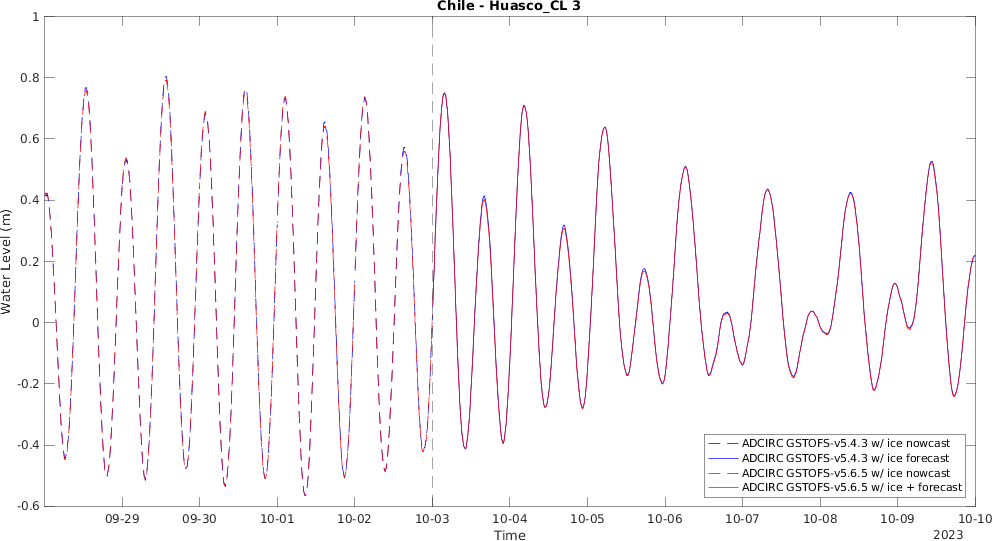 Chile - Huasco_CL 3
1
0.8
0.6
0.4
0.2
0
-0.2
-0.4
-0.6
Water Level (m)
ADCIRC GSTOFS-v5.4.3 w/ ice nowcast
ADCIRC GSTOFS-v5.4.3 w/ ice forecast
ADCIRC GSTOFS-v5.6.5 w/ ice nowcast
ADCIRC GSTOFS-v5.6.5 w/ ice + forecast
09-29 09-30 10-01 10-02 10-03 10-04 10-05 10-06 10-07 10-08 10-09 10-10
Time
2023